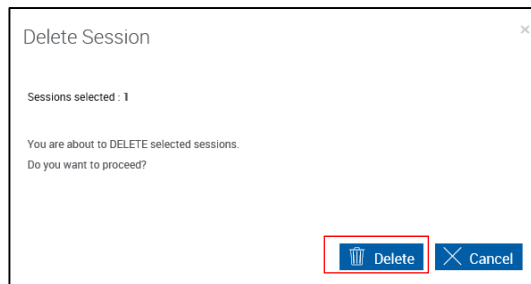 Delete Session
×
Sessions selected : 1
You are about to DELETE selected sessions.
Do you want to proceed?
Delete Cancel